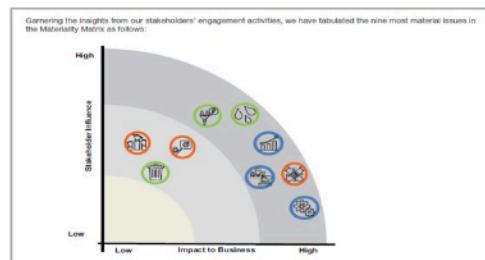 Garnering the insights from our stakeholders' engagement activities, we have tabulated the nine most material issues in
the Materiality Matrix as follows:
High
Stakeholder Influence
Low
Low
Impact to Business
High